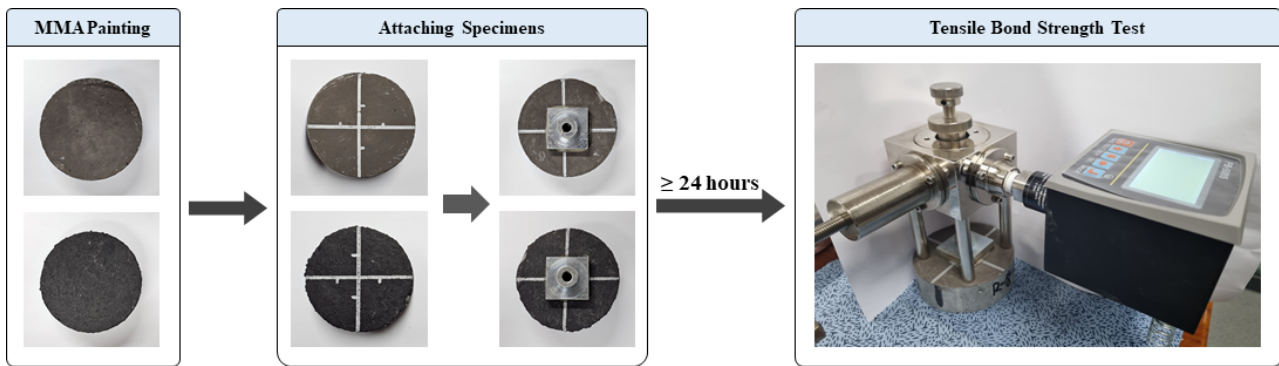 MMA Painting
Attaching Specimens
Tensile Bond Strength Test
≥ 24 hours